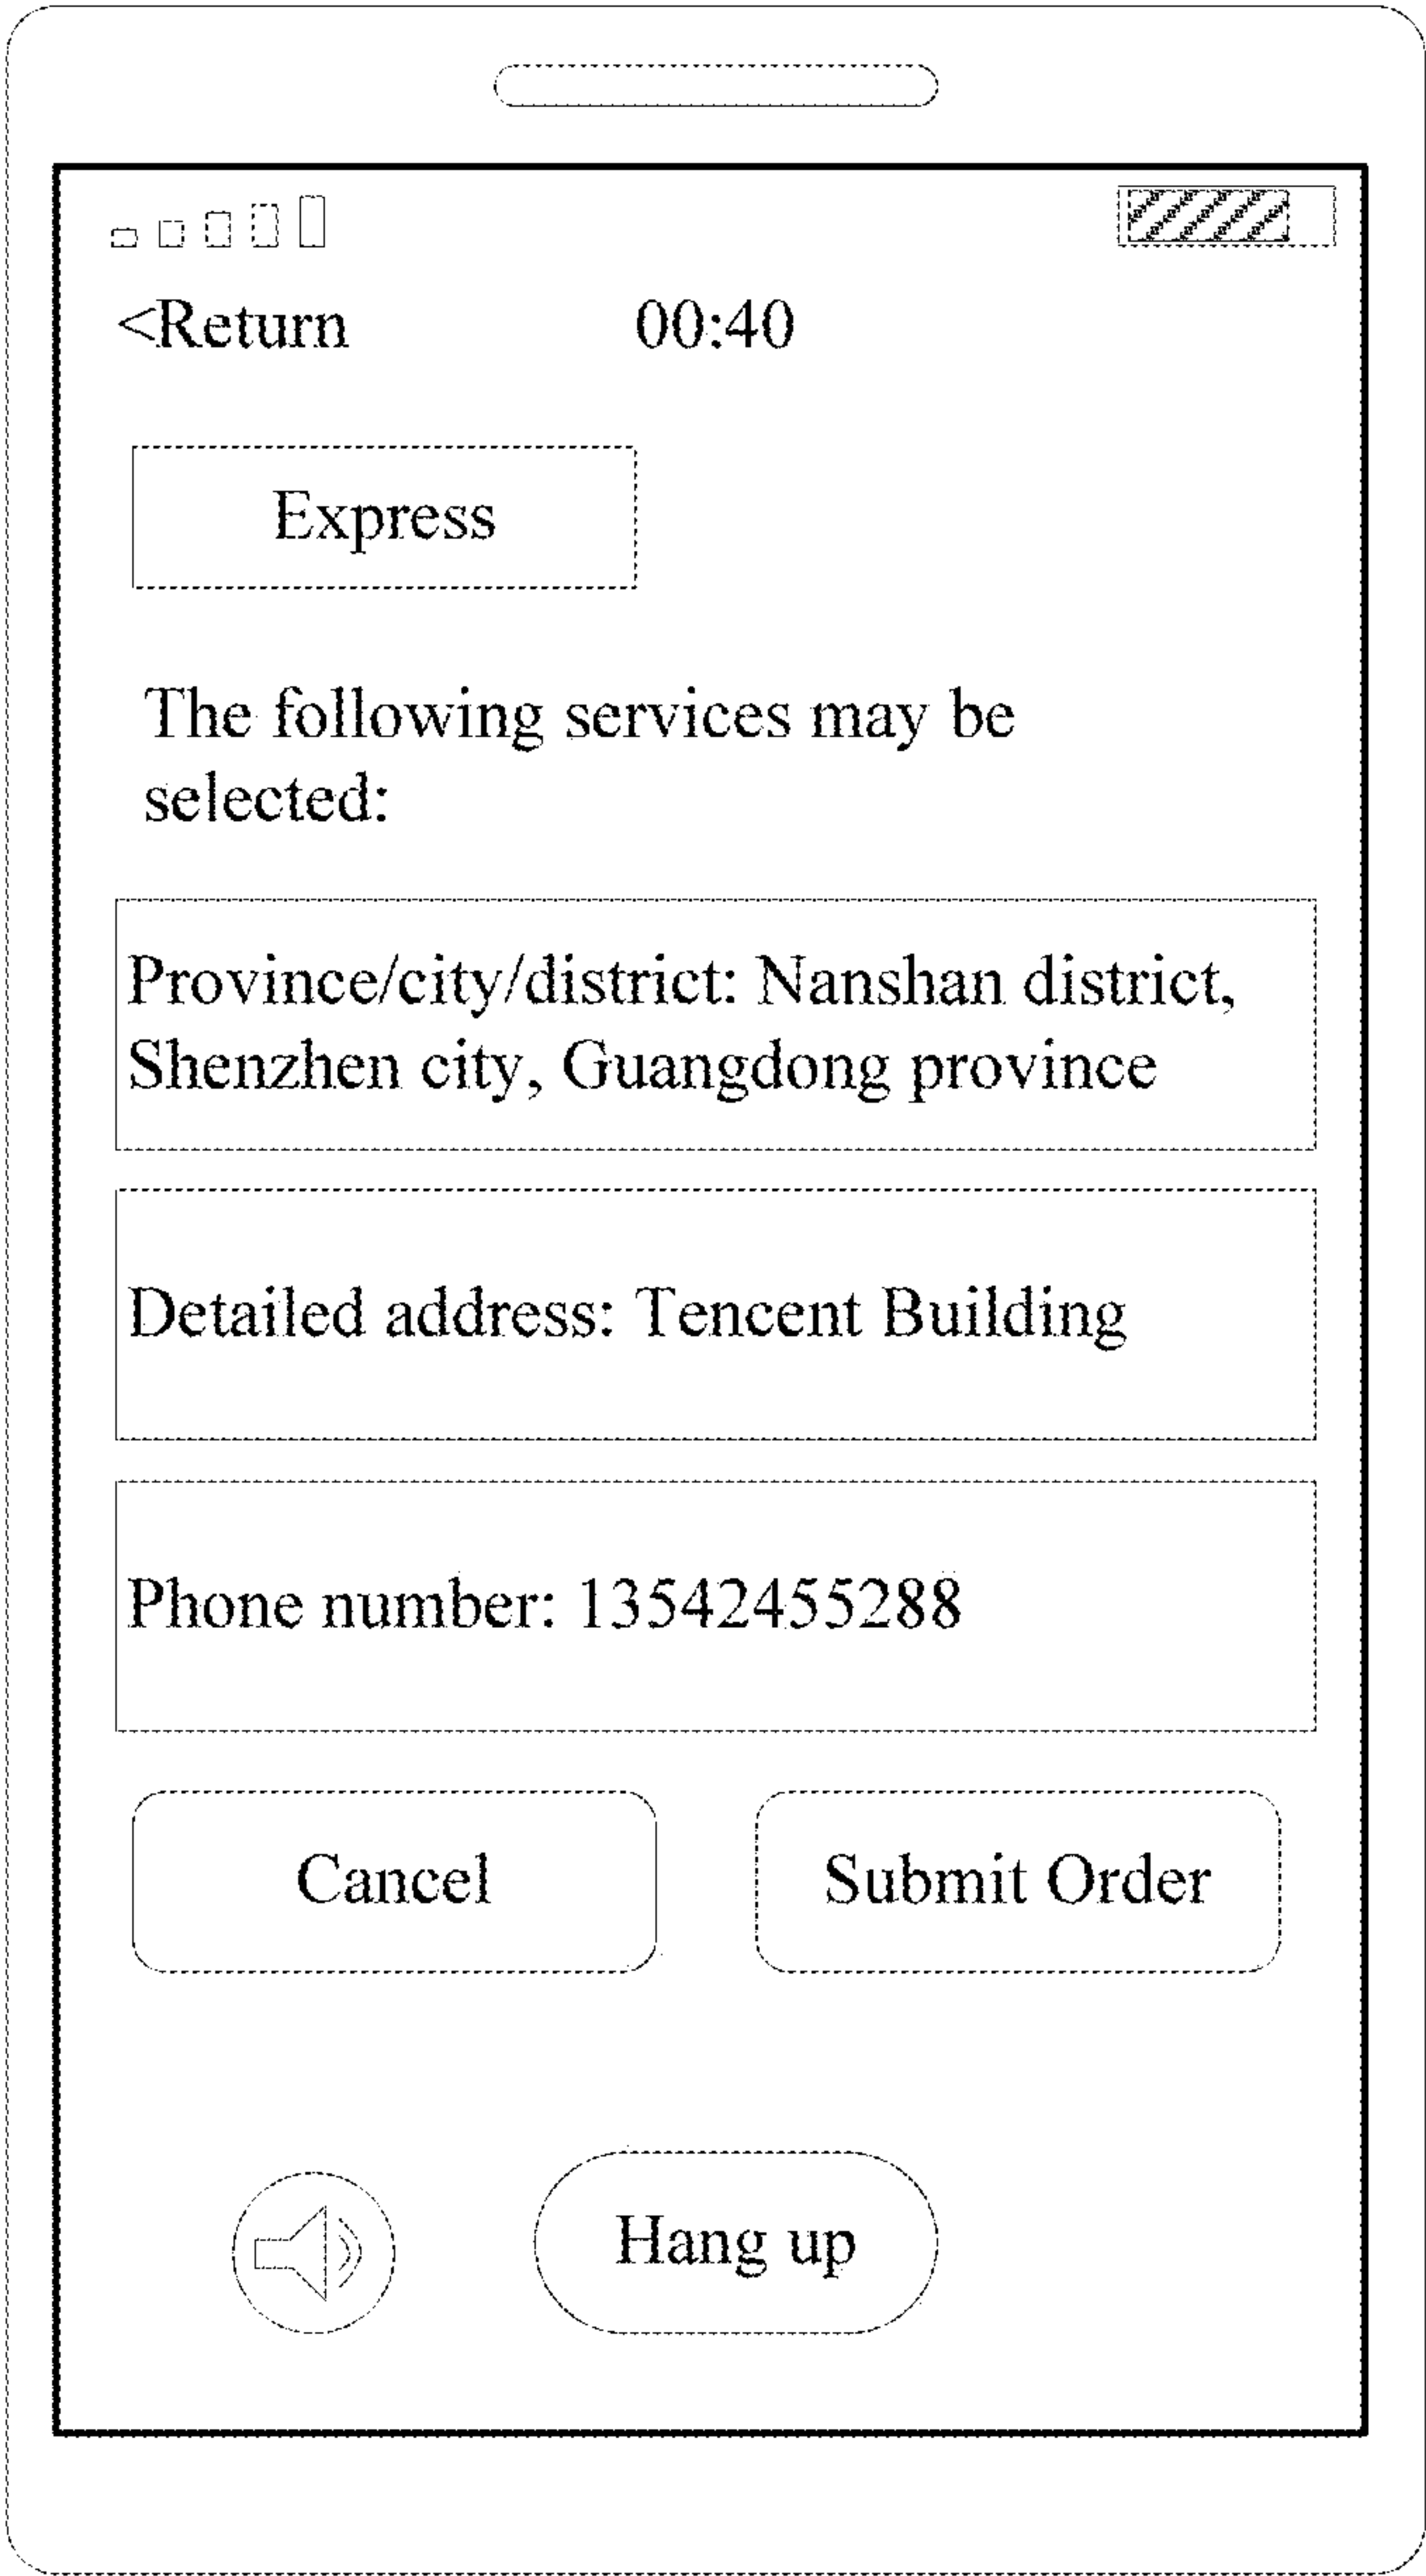 <Return 00:40
Express
The following services may be
selected:
Province/city/district: Nanshan district,
Shenzhen city, Guangdong province
Detailed address: Tencent Building
Phone number: 13542455288
Cancel Submit Order
Hang up